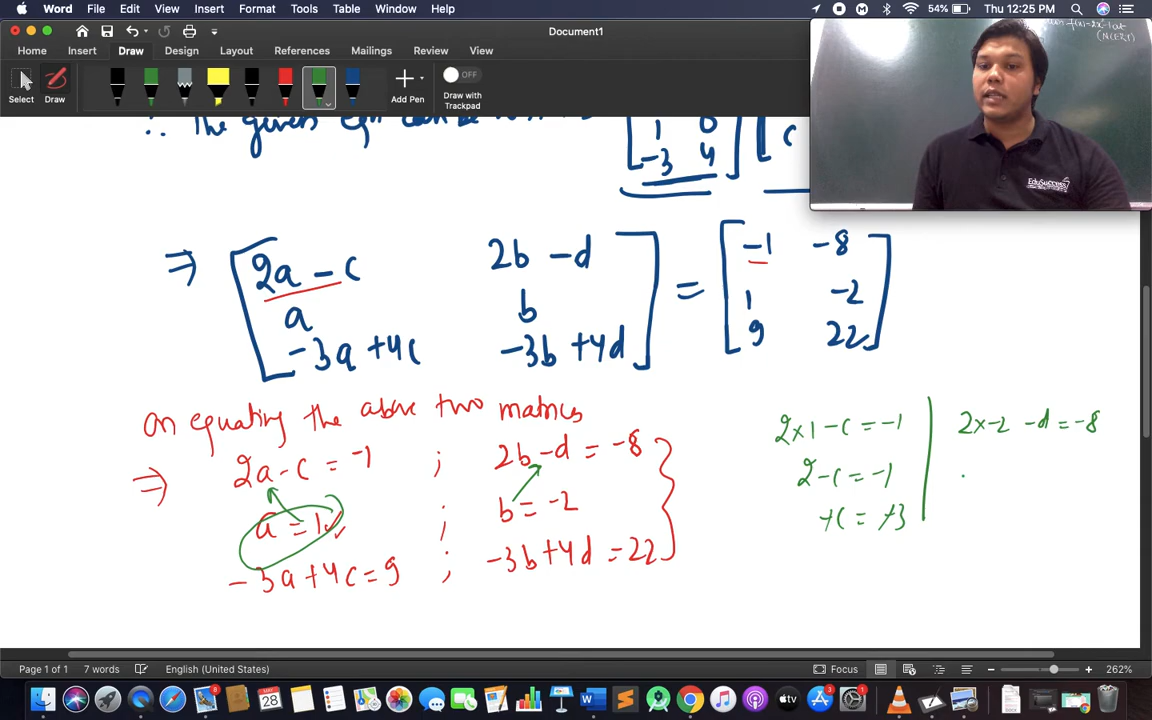 Word File Edit View Insert Format Tools Table Window Help 54% Thu 12:25 PM
Document1
Home Insert Draw Design Layout References Mailings Review View
OFF
Select Draw Add Pen Draw with Trackpad
∴ The given Eqn can be
1 0
-3 4 c
EduSuccess
⇒ [2a - c 2b - d] = [-1 -8]
a b 1 -2
-3a + 4c -3b + 4d 9 22
on equating the above two matrices
⇒ 2a - c = -1 ; 2b - d = -8
a = 1 ; b = -2
-3a + 4c = 9 ; -3b + 4d = 22
2×1 - c = -1
2 - c = -1
+c = +3
2×-2 - d = -8
Page 1 of 1 7 words English (United States) Focus 262%